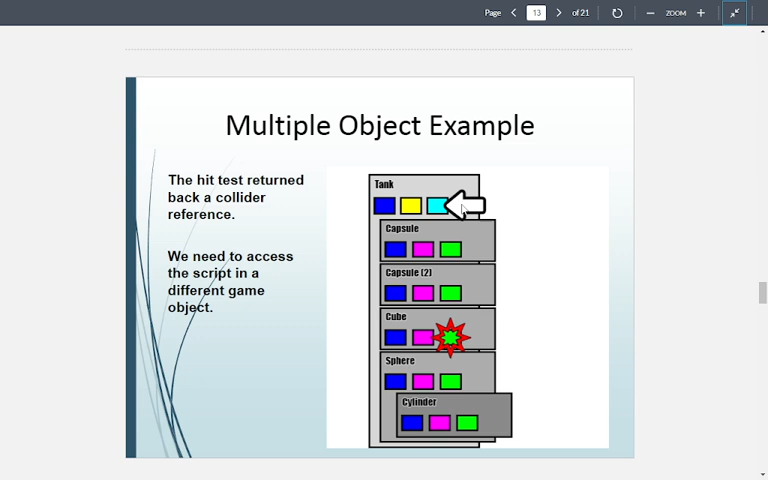 Page 13 of 21 ZOOM
Multiple Object Example
The hit test returned
back a collider
reference.
We need to access
the script in a
different game
object.
Tank
Capsule
Capsule (2)
Cube
Sphere
Cylinder